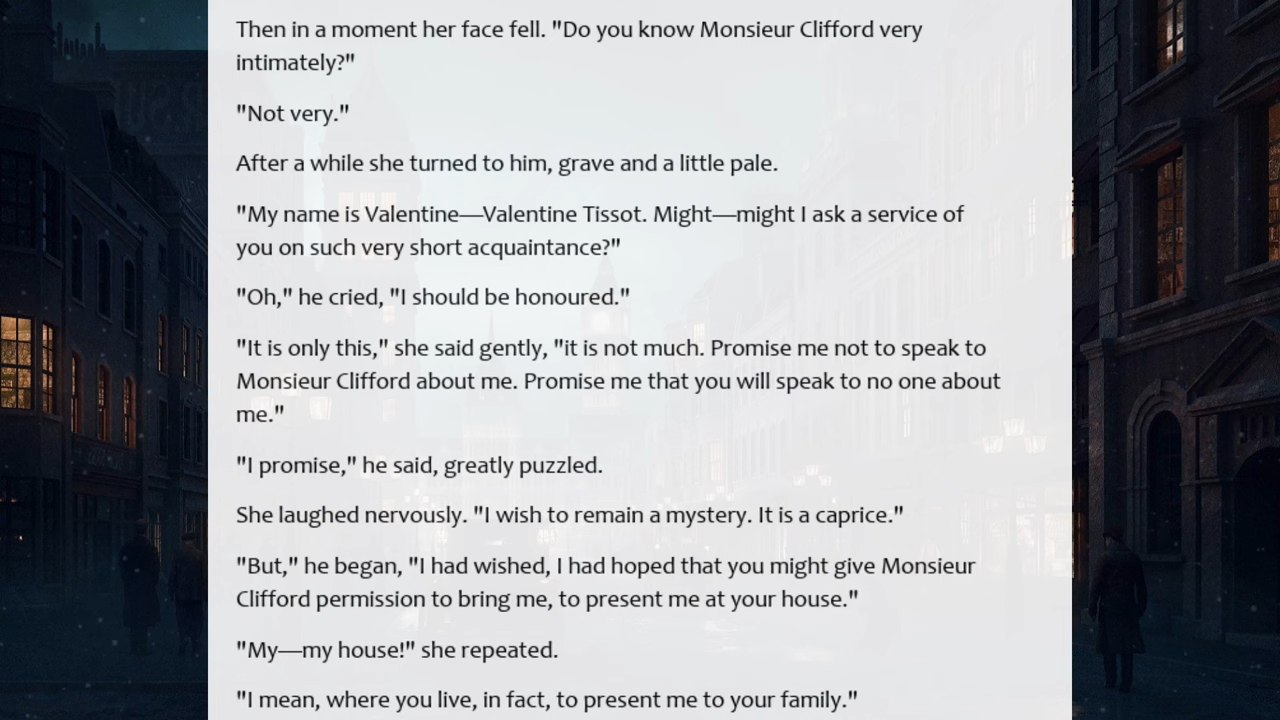 Then in a moment her face fell. "Do you know Monsieur Clifford very
intimately?"
"Not very."
After a while she turned to him, grave and a little pale.
"My name is Valentine—Valentine Tissot. Might—might I ask a service of
you on such very short acquaintance?"
"Oh," he cried, "I should be honoured."
"It is only this," she said gently, "it is not much. Promise me not to speak to
Monsieur Clifford about me. Promise me that you will speak to no one about
me."
"I promise," he said, greatly puzzled.
She laughed nervously. "I wish to remain a mystery. It is a caprice."
"But," he began, "I had wished, I had hoped that you might give Monsieur
Clifford permission to bring me, to present me at your house."
"My—my house!" she repeated.
"I mean, where you live, in fact, to present me to your family."